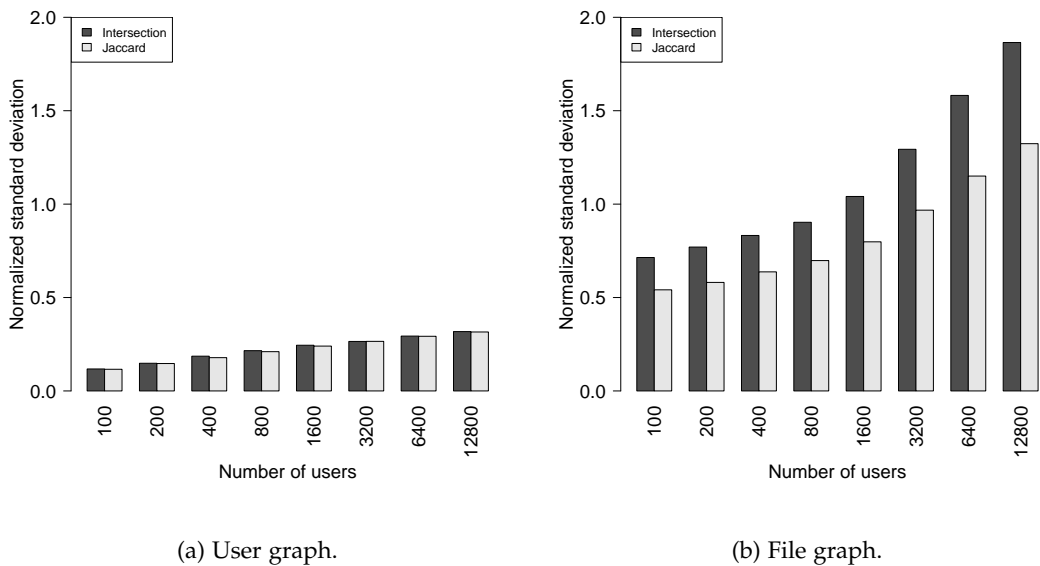 2.0
1.5
1.0
0.5
0.0
Normalized standard deviation
Intersection
Jaccard
100
200
400
800
1600
3200
6400
12800
Number of users
(a) User graph.
2.0
1.5
1.0
0.5
0.0
Normalized standard deviation
Intersection
Jaccard
100
200
400
800
1600
3200
6400
12800
Number of users
(b) File graph.